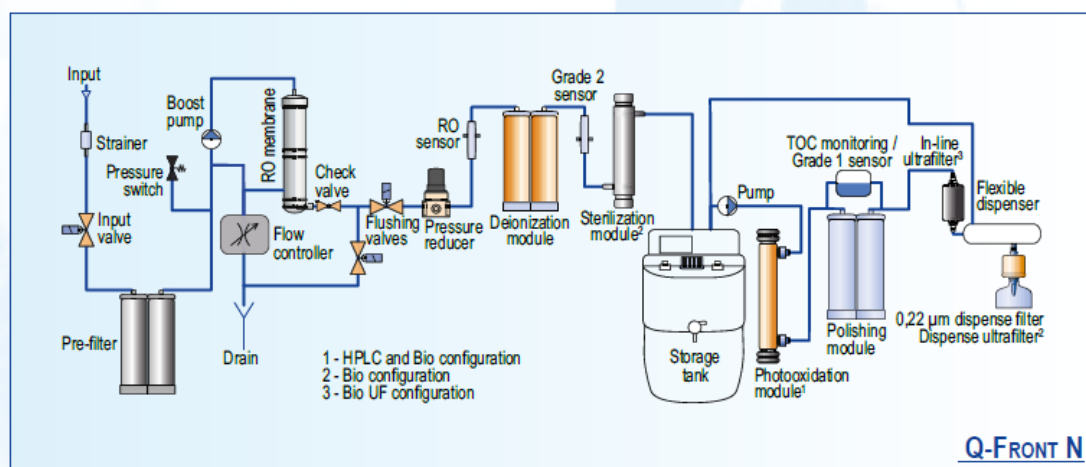 Input
Strainer
Pressure
switch
Input
valve
Pre-filter
Boost
pump
RO membrane
Check
valve
Flow
controller
Drain
Flushing
valves
Pressure
reducer
RO
sensor
Deionization
module
Grade 2
sensor
Sterilization
module²
Storage
tank
Pump
Photooxidation
module¹
TOC monitoring /
Grade 1 sensor
Polishing
module
In-line
ultrafilter³
Flexible
dispenser
0,22 µm dispense filter
Dispense ultrafilter²
1 - HPLC and Bio configuration
2 - Bio configuration
3 - Bio UF configuration
Q-FRONT N